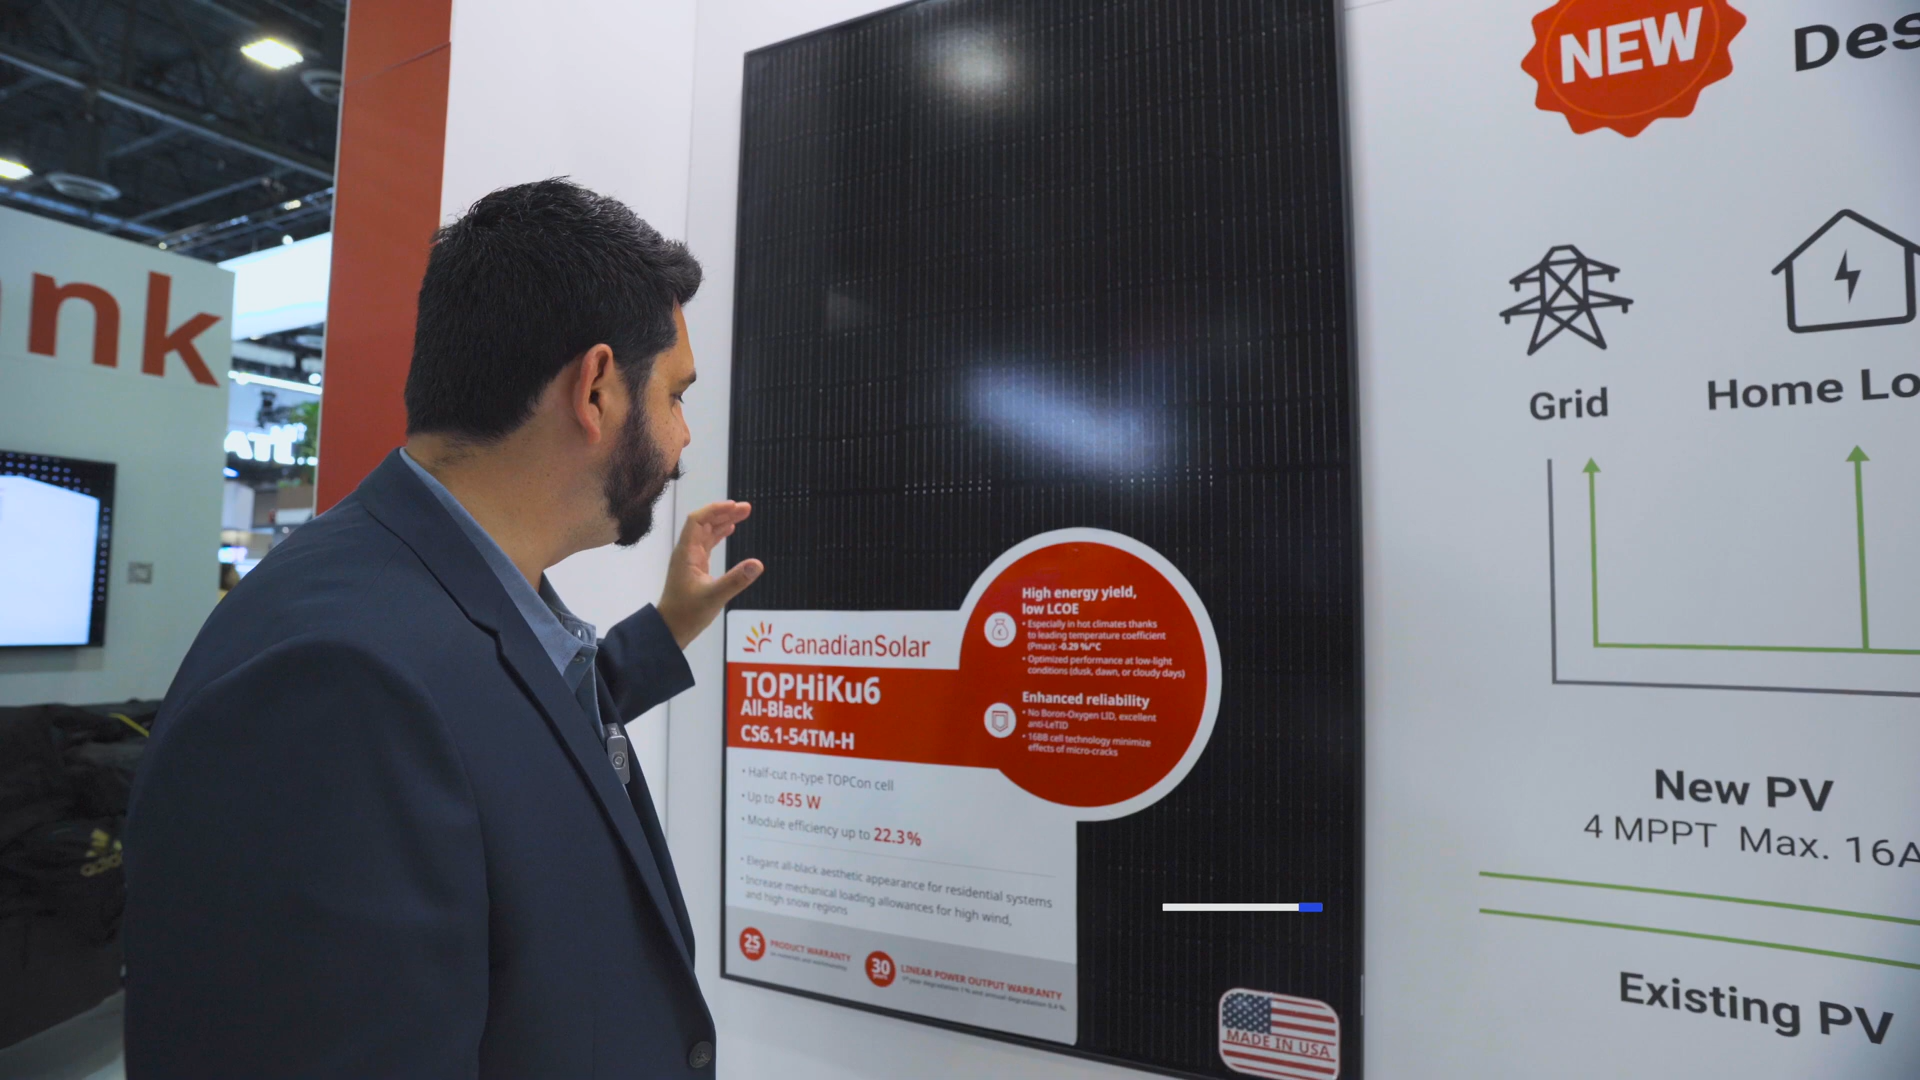 nk
NEW
Des
Grid
Home Lo
New PV
4 MPPT Max. 16A
Existing PV
CanadianSolar
TOPHiKu6
All-Black
CS6.1-54TM-H
High energy yield,
low LCOE
• Especially in hot climates thanks
to leading temperature coefficient
(Pmax): -0.29 %/°C
• Optimized performance at low-light
conditions (dusk, dawn, or cloudy days)
Enhanced reliability
• No Boron-Oxygen LID, excellent
anti-LeTID
• 16BB cell technology minimize
effects of micro-cracks
• Half-cut n-type TOPCon cell
• Up to 455 W
• Module efficiency up to 22.3%
• Elegant all-black aesthetic appearance for residential systems
• Increase mechanical loading allowances for high wind,
and high snow regions
25
PRODUCT WARRANTY
30
LINEAR POWER OUTPUT WARRANTY
MADE IN USA
adidas